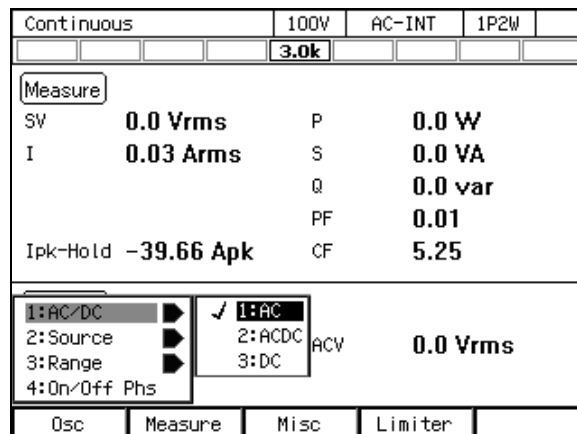 Continuous 100V AC-INT 1P2W
3.0k
Measure
SV 0.0 Vrms P 0.0 W
I 0.03 Arms S 0.0 VA
Q 0.0 var
PF 0.01
Ipk-Hold -39.66 Apk CF 5.25
1:AC/DC ✓ 1:AC
2:Source 2:ACDC ACV 0.0 Vrms
3:Range 3:DC
4:On/Off Phs
Osc Measure Misc Limiter